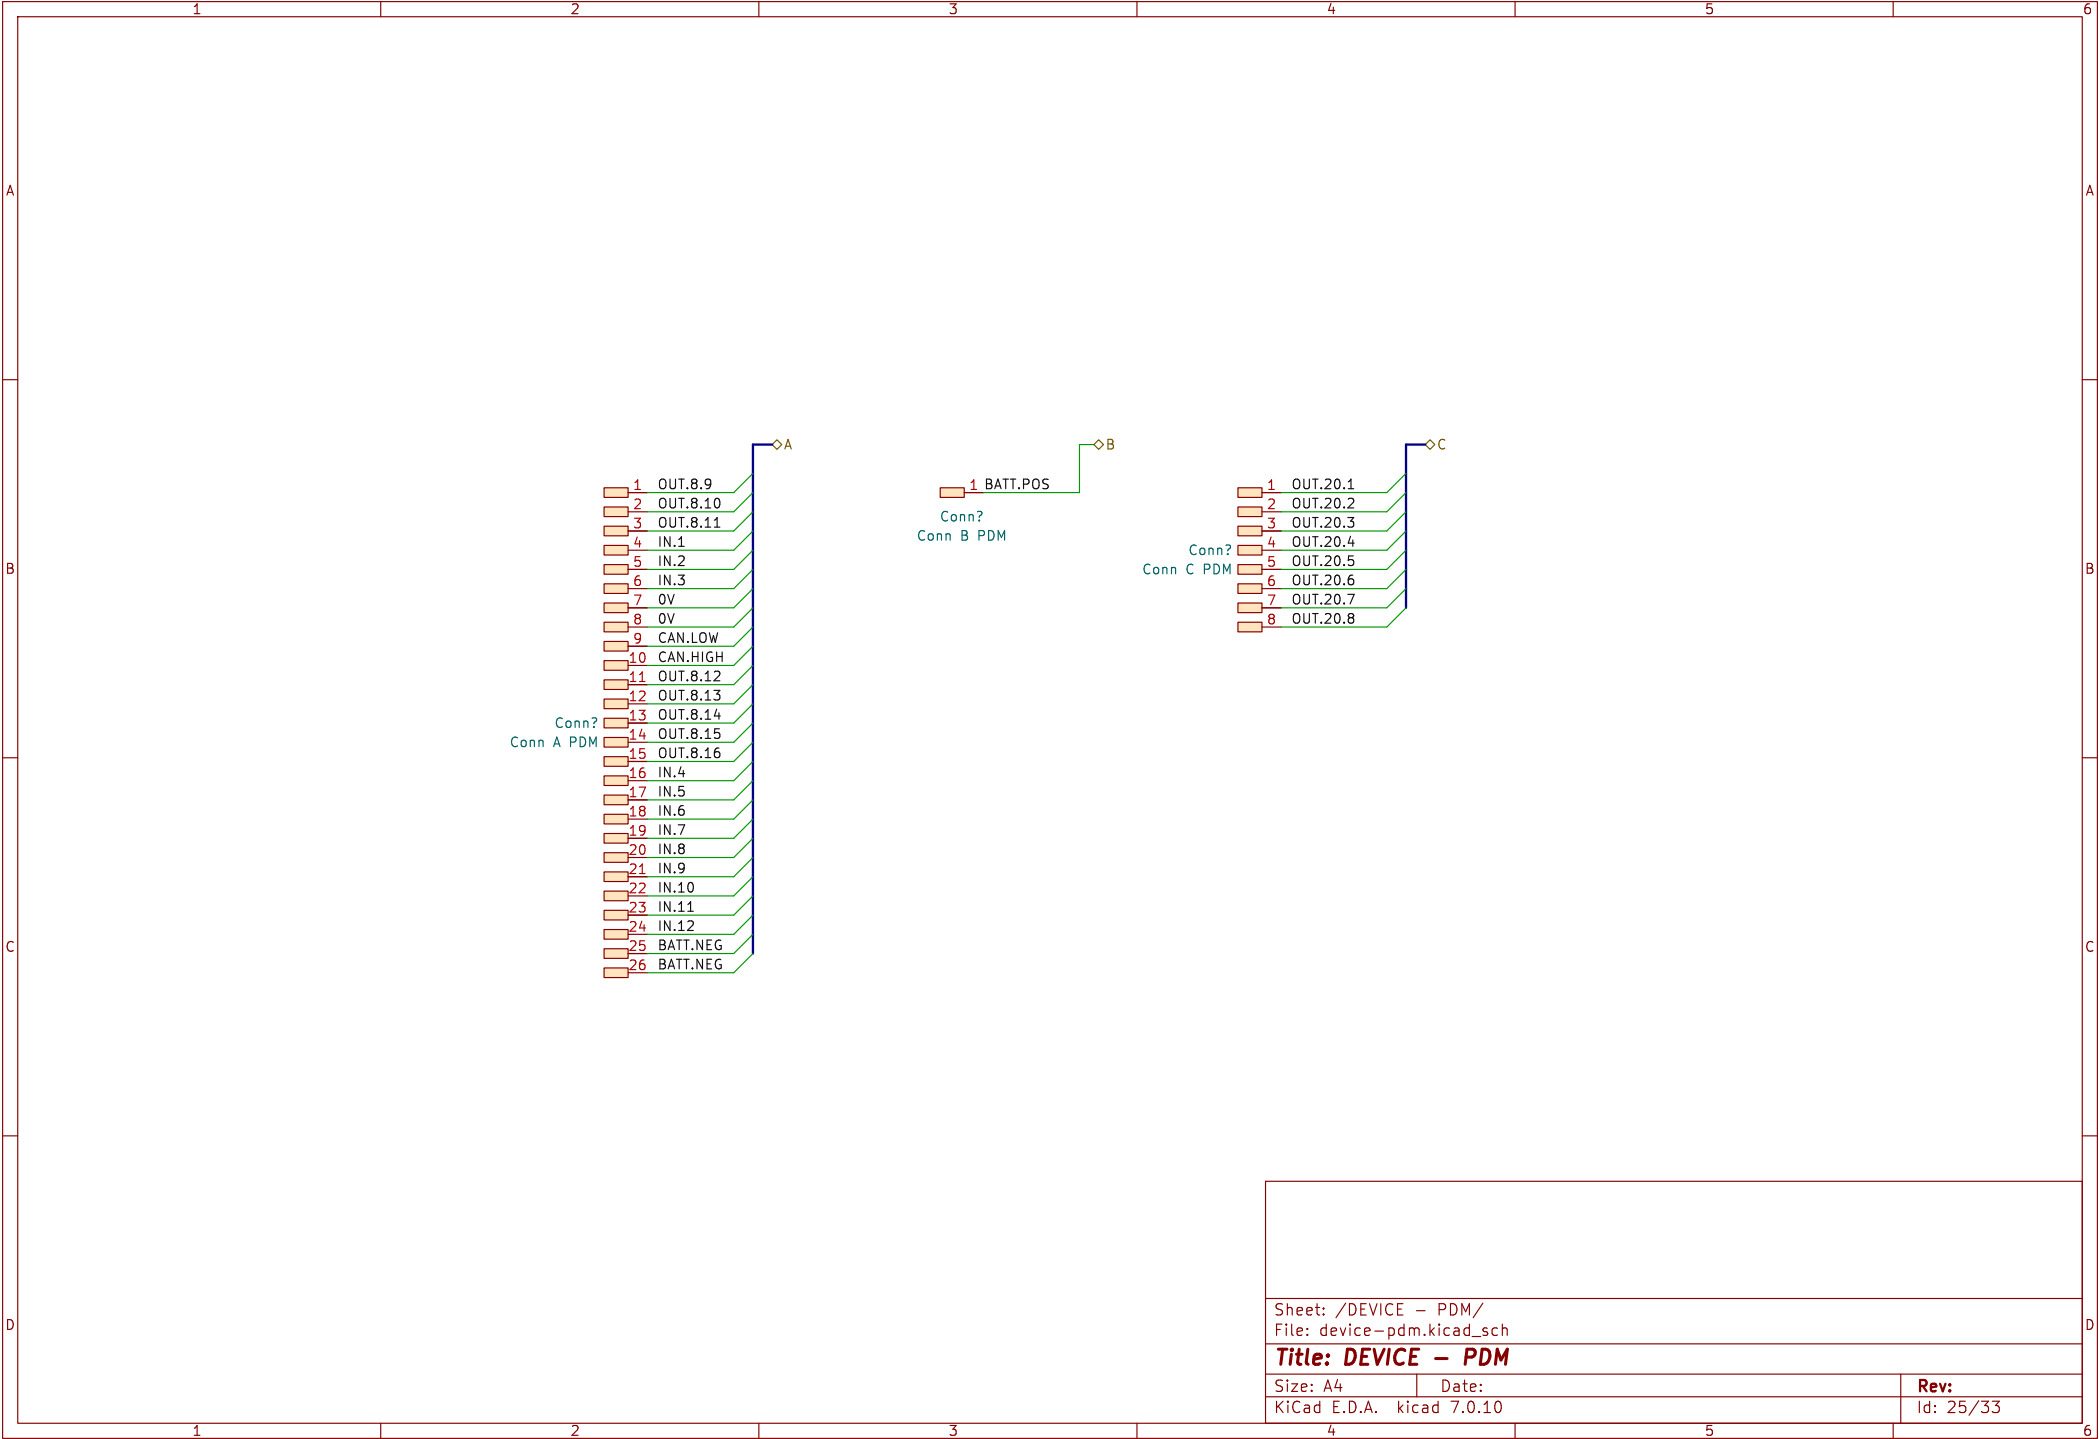 1 2 3 4 5 6
A A
A B C
1 OUT.8.9
2 OUT.8.10
3 OUT.8.11
4 IN.1
5 IN.2
6 IN.3
7 0V
8 0V
9 CAN.LOW
10 CAN.HIGH
11 OUT.8.12
12 OUT.8.13
13 OUT.8.14
14 OUT.8.15
15 OUT.8.16
16 IN.4
17 IN.5
18 IN.6
19 IN.7
20 IN.8
21 IN.9
22 IN.10
23 IN.11
24 IN.12
25 BATT.NEG
26 BATT.NEG
Conn?
Conn A PDM
1 BATT.POS
Conn?
Conn B PDM
1 OUT.20.1
2 OUT.20.2
3 OUT.20.3
4 OUT.20.4
5 OUT.20.5
6 OUT.20.6
7 OUT.20.7
8 OUT.20.8
Conn?
Conn C PDM
B B
C C
D D
Sheet: /DEVICE - PDM/
File: device-pdm.kicad_sch
Title: DEVICE - PDM
Size: A4 Date: Rev:
KiCad E.D.A. kicad 7.0.10 Id: 25/33
1 2 3 4 5 6